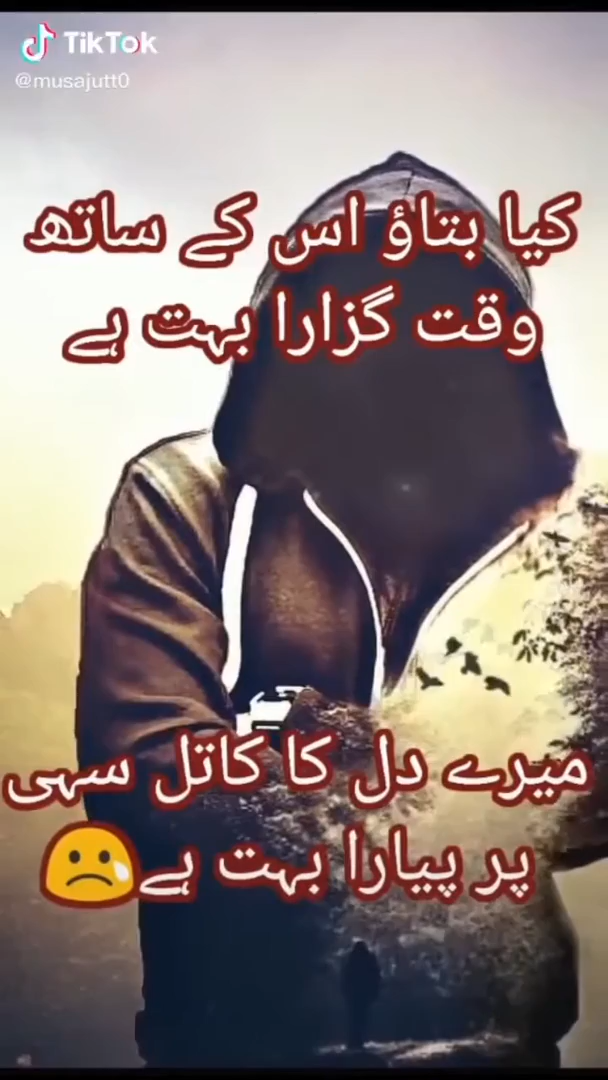 TikTok
@musajutt0
کیا بتاؤ اس کے ساتھ
وقت گزارا بہت ہے
میرے دل کا کاتل سہی
پر پیارا بہت ہے😢